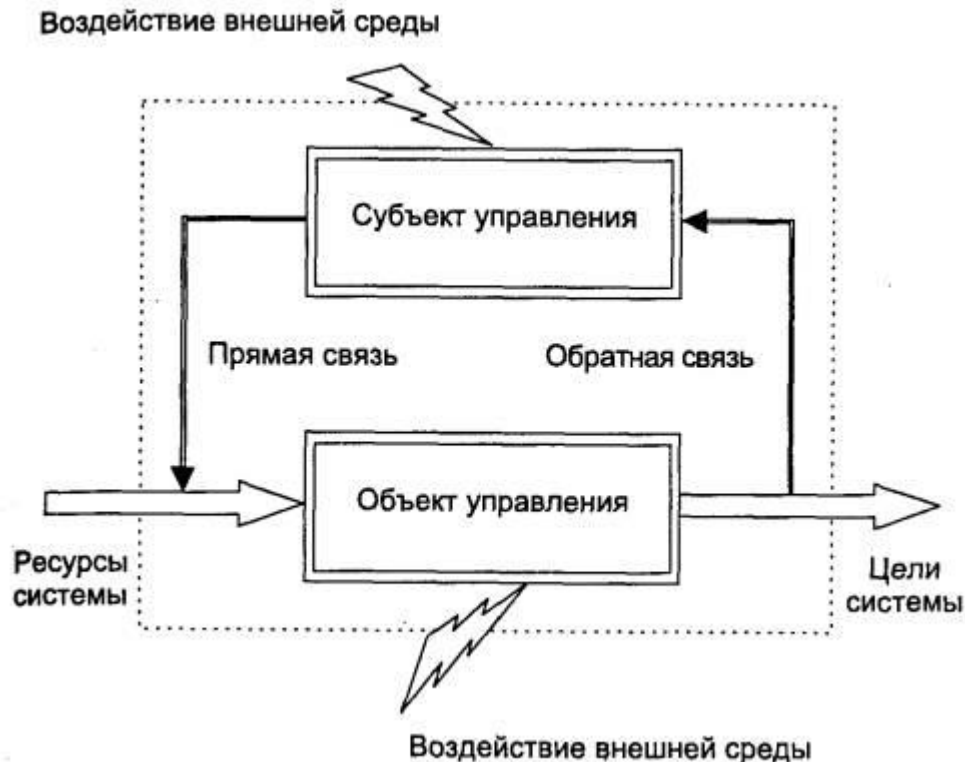 Воздействие внешней среды
Субъект управления
Прямая связь
Обратная связь
Объект управления
Ресурсы
системы
Цели
системы
Воздействие внешней среды